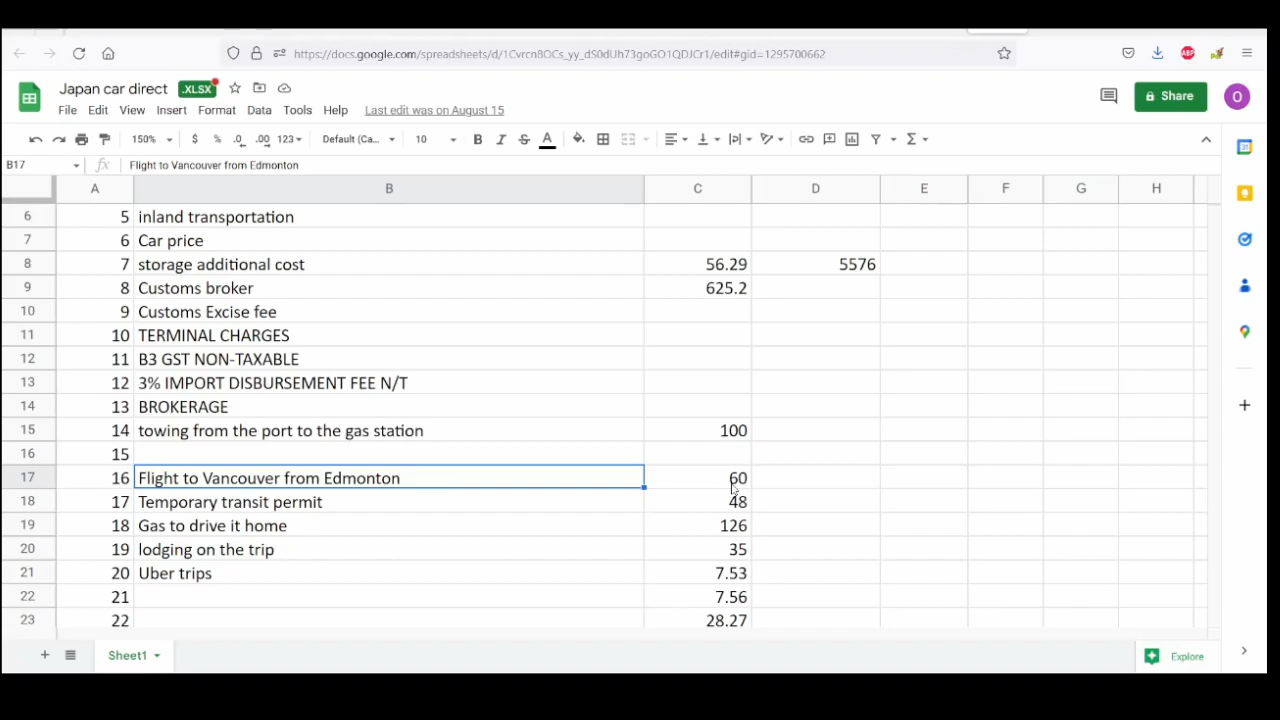 https://docs.google.com/spreadsheets/d/1Cvrcn8OCs_yy_dS0dUh73goGO1QDJCr1/edit#gid=1295700662
ABP
Japan car direct .XLSX
File Edit View Insert Format Data Tools Help Last edit was on August 15
Share
O
150% $ % .0 .00 123 Default (Ca... 10 B I S A
B17 fx Flight to Vancouver from Edmonton
A B C D E F G H
6 5 inland transportation
7 6 Car price
8 7 storage additional cost 56.29 5576
9 8 Customs broker 625.2
10 9 Customs Excise fee
11 10 TERMINAL CHARGES
12 11 B3 GST NON-TAXABLE
13 12 3% IMPORT DISBURSEMENT FEE N/T
14 13 BROKERAGE
15 14 towing from the port to the gas station 100
16 15
17 16 Flight to Vancouver from Edmonton 60
18 17 Temporary transit permit 48
19 18 Gas to drive it home 126
20 19 lodging on the trip 35
21 20 Uber trips 7.53
22 21 7.56
23 22 28.27
Sheet1
Explore